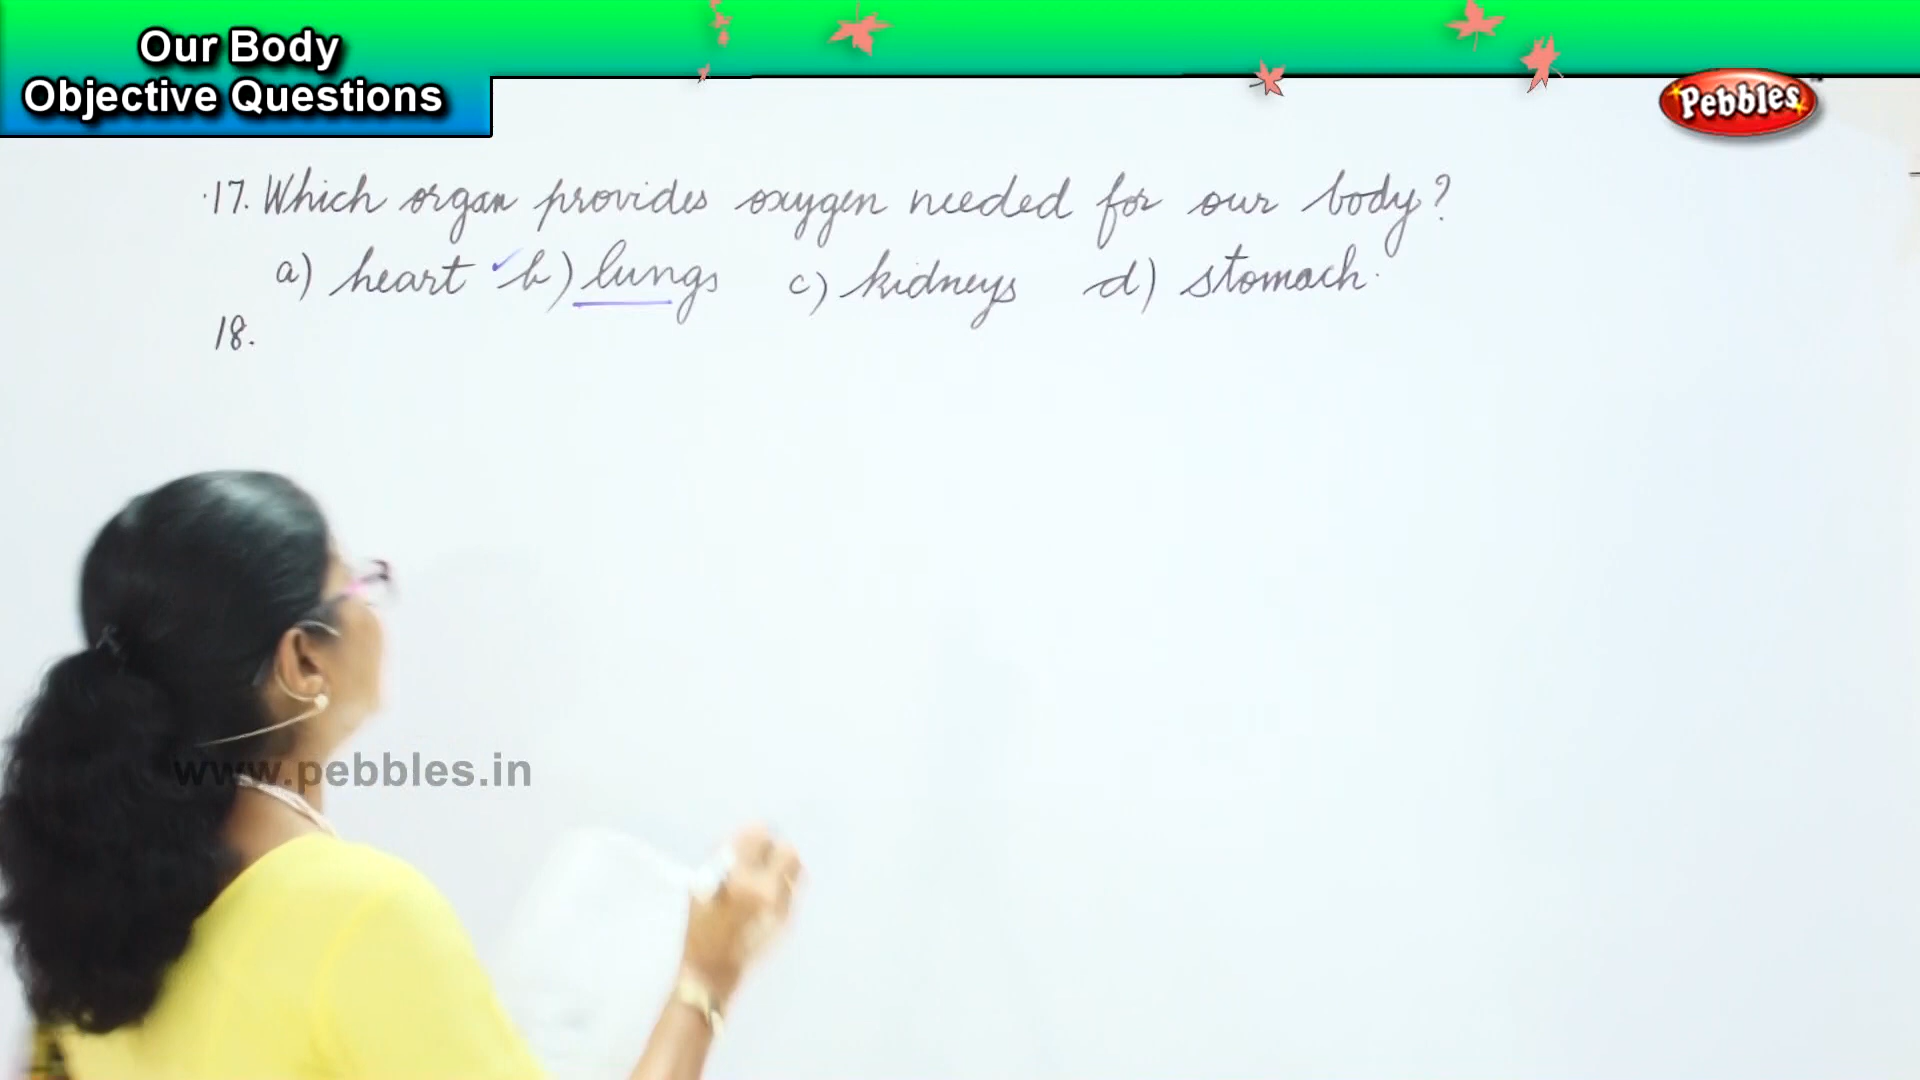 Our Body
Objective Questions
Pebbles
17. Which organ provides oxygen needed for our body?
a) heart ✓b) lungs c) kidneys d) stomach.
18.
www.pebbles.in